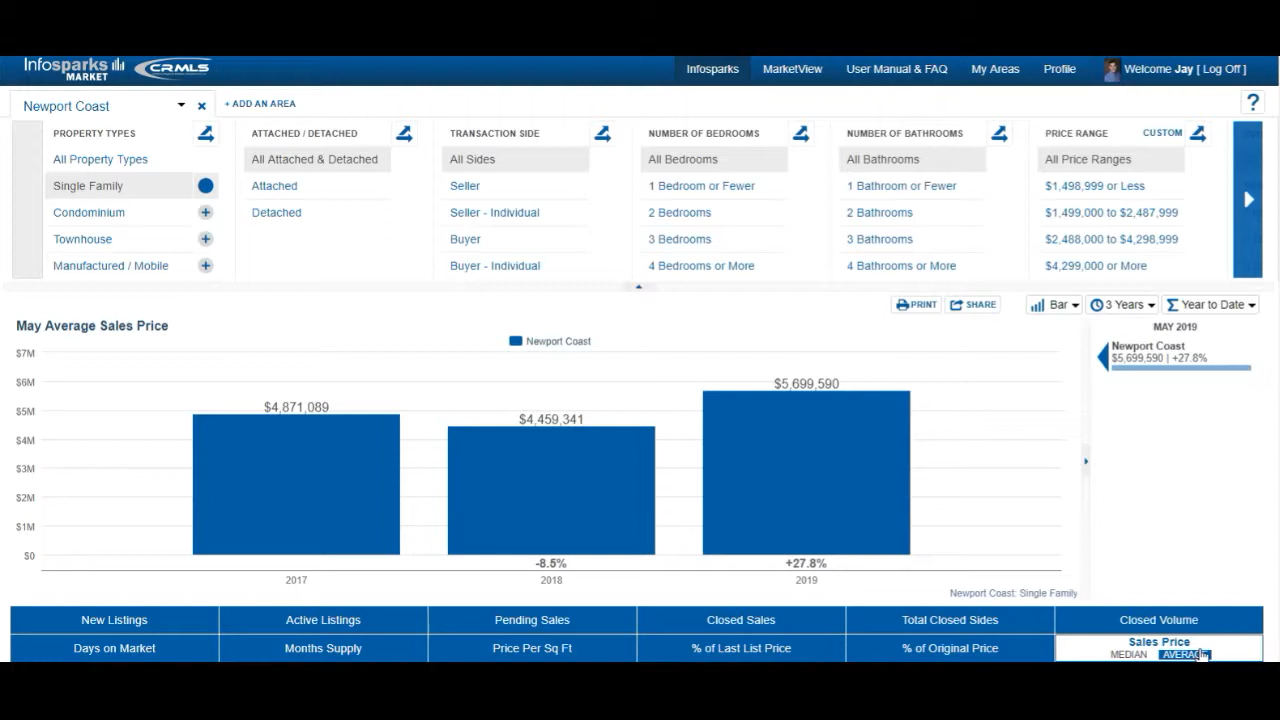 Infosparks MARKET CRMLS Infosparks MarketView User Manual & FAQ My Areas Profile Welcome Jay [ Log Off ]
Newport Coast × + ADD AN AREA ?
PROPERTY TYPES ATTACHED / DETACHED TRANSACTION SIDE NUMBER OF BEDROOMS NUMBER OF BATHROOMS PRICE RANGE CUSTOM
All Property Types All Attached & Detached All Sides All Bedrooms All Bathrooms All Price Ranges
Single Family Attached Seller 1 Bedroom or Fewer 1 Bathroom or Fewer $1,498,999 or Less
Condominium + Detached Seller - Individual 2 Bedrooms 2 Bathrooms $1,499,000 to $2,487,999
Townhouse + Buyer 3 Bedrooms 3 Bathrooms $2,488,000 to $4,298,999
Manufactured / Mobile + Buyer - Individual 4 Bedrooms or More 4 Bathrooms or More $4,299,000 or More
PRINT SHARE Bar 3 Years Σ Year to Date
May Average Sales Price
MAY 2019
Newport Coast
Newport Coast
$5,699,590 | +27.8%
$7M
$6M
$5M
$4M
$3M
$2M
$1M
$0
$4,871,089 $4,459,341 $5,699,590
-8.5% +27.8%
2017 2018 2019
Newport Coast: Single Family
New Listings Active Listings Pending Sales Closed Sales Total Closed Sides Closed Volume
Days on Market Months Supply Price Per Sq Ft % of Last List Price % of Original Price Sales Price
MEDIAN AVERAGE